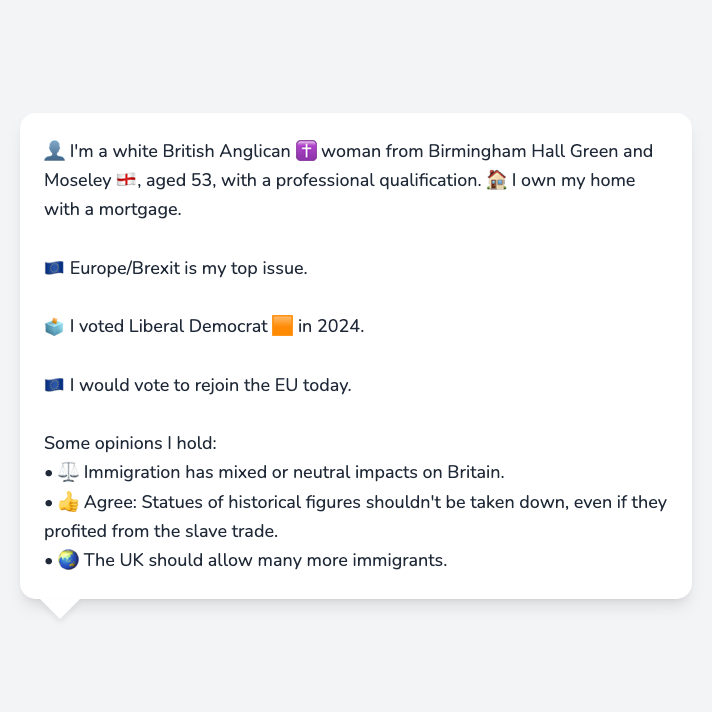 👤 I'm a white British Anglican ✝️ woman from Birmingham Hall Green and
Moseley 🏴󠁧󠁢󠁥󠁮󠁧󠁿, aged 53, with a professional qualification. 🏠 I own my home
with a mortgage.
🇪🇺 Europe/Brexit is my top issue.
🗳️ I voted Liberal Democrat 🟧 in 2024.
🇪🇺 I would vote to rejoin the EU today.
Some opinions I hold:
• ⚖️ Immigration has mixed or neutral impacts on Britain.
• 👍 Agree: Statues of historical figures shouldn't be taken down, even if they
profited from the slave trade.
• 🌏 The UK should allow many more immigrants.